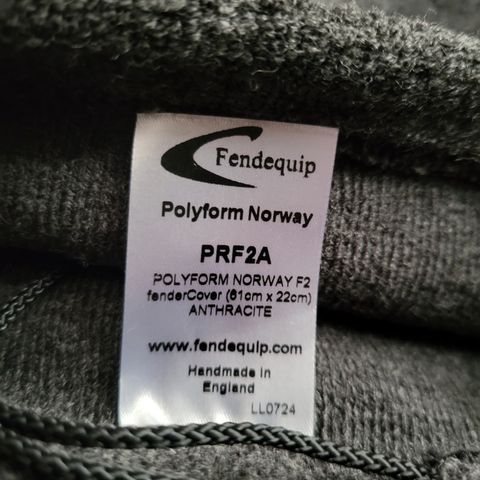 Fendequip
Polyform Norway
PRF2A
POLYFORM NORWAY F2
fenderCover (61cm x 22cm)
ANTHRACITE
www.fendequip.com
Handmade in
England
LL0724